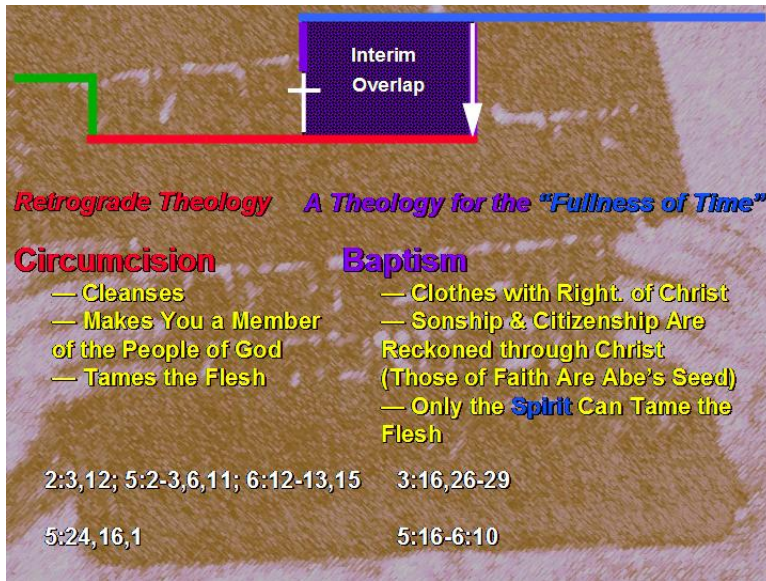 Interim
Overlap
Retrograde Theology
A Theology for the “Fullness of Time”
Circumcision
— Cleanses
— Makes You a Member
of the People of God
— Tames the Flesh
2:3,12; 5:2-3,6,11; 6:12-13,15
5:24,16,1
Baptism
— Clothes with Right. of Christ
— Sonship & Citizenship Are
Reckoned through Christ
(Those of Faith Are Abe’s Seed)
— Only the Spirit Can Tame the
Flesh
3:16,26-29
5:16-6:10